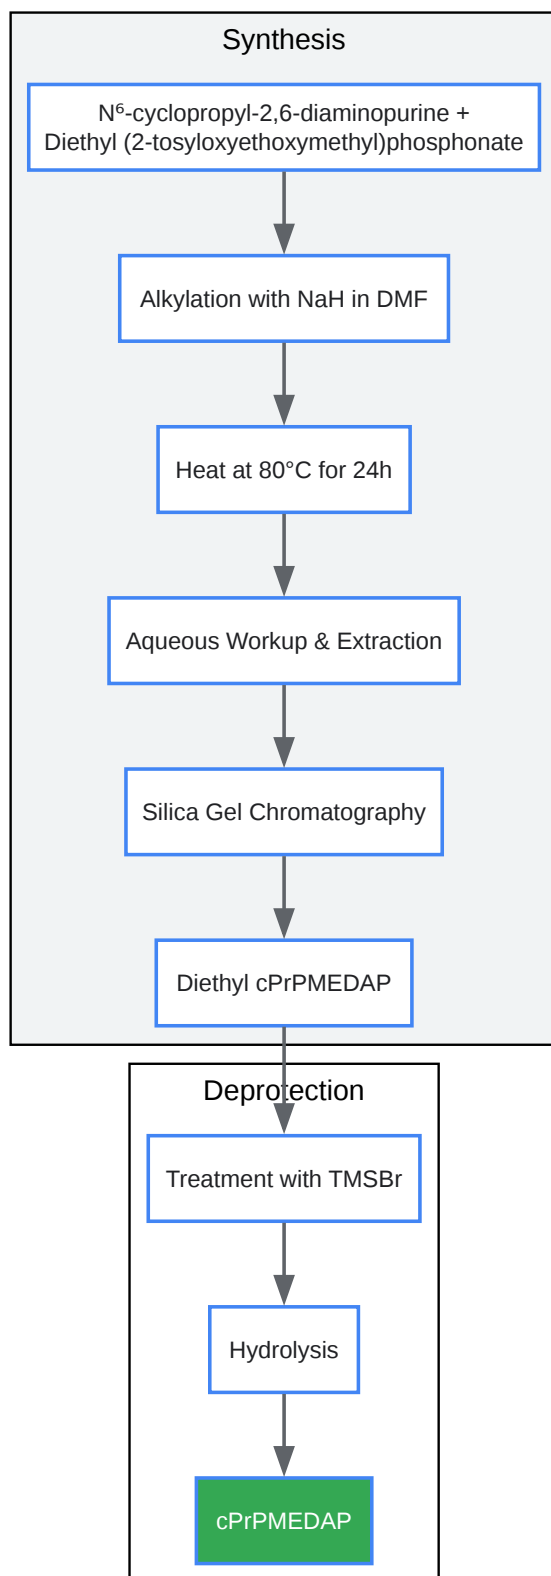 Synthesis
N⁶-cyclopropyl-2,6-diaminopurine +
Diethyl (2-tosyloxyethoxymethyl)phosphonate
Alkylation with NaH in DMF
Heat at 80°C for 24h
Aqueous Workup & Extraction
Silica Gel Chromatography
Diethyl cPrPMEDAP
Deprotection
Treatment with TMSBr
Hydrolysis
cPrPMEDAP